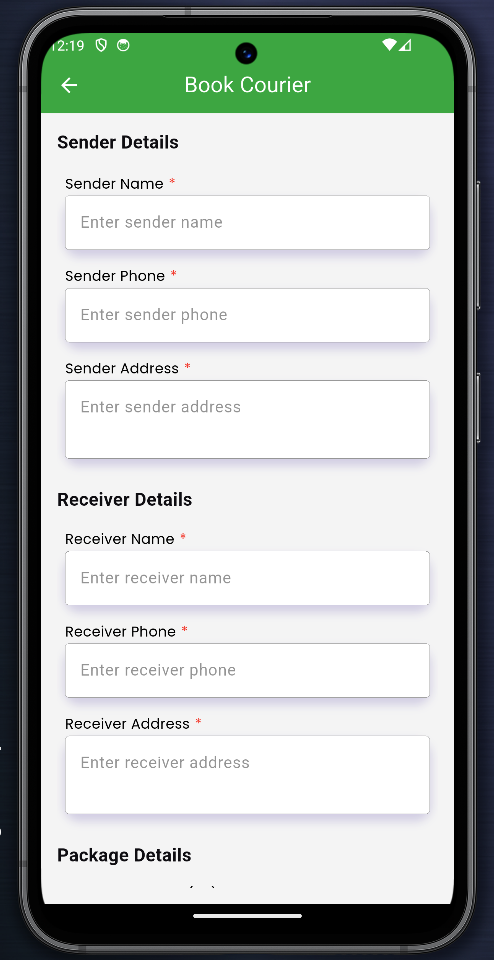 12:19
Book Courier
Sender Details
Sender Name *
Enter sender name
Sender Phone *
Enter sender phone
Sender Address *
Enter sender address
Receiver Details
Receiver Name *
Enter receiver name
Receiver Phone *
Enter receiver phone
Receiver Address *
Enter receiver address
Package Details